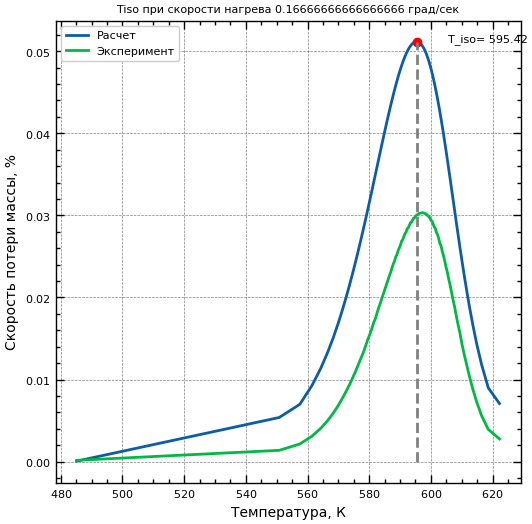 Tiso при скорости нагрева 0.16666666666666666 град/сек
Расчет
Эксперимент
T_iso= 595.42
Скорость потери массы, %
0.05
0.04
0.03
0.02
0.01
0.00
480 500 520 540 560 580 600 620
Температура, К